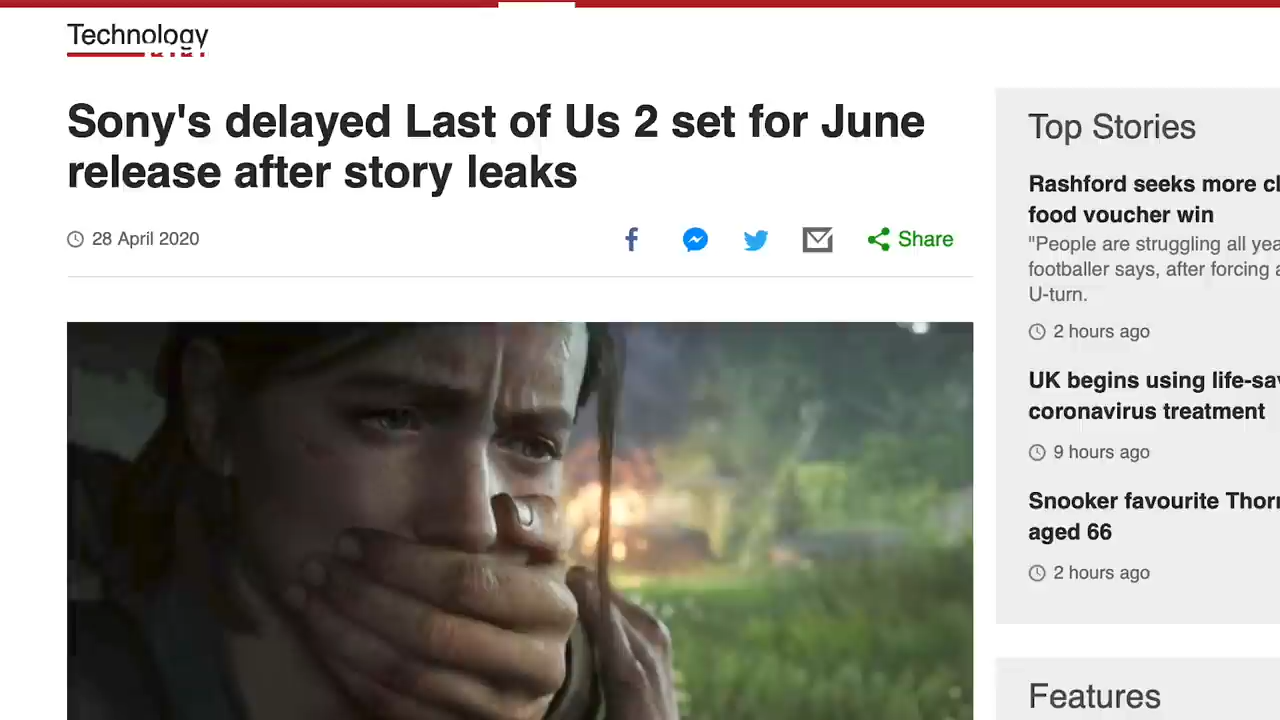 Technology
Sony's delayed Last of Us 2 set for June
release after story leaks
28 April 2020
Share
Top Stories
Rashford seeks more
food voucher win
"People are struggling all
footballer says, after forcing
U-turn.
2 hours ago
UK begins using
coronavirus treatment
9 hours ago
Snooker favourite
aged 66
2 hours ago
Features